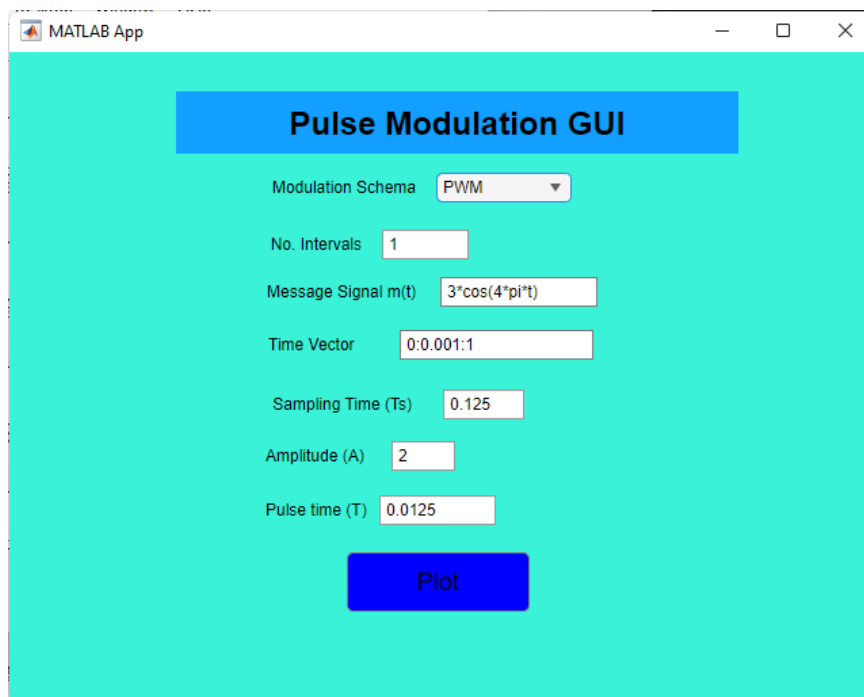 MATLAB App
Pulse Modulation GUI
Modulation Schema PWM
No. Intervals 1
Message Signal m(t) 3*cos(4*pi*t)
Time Vector 0:0.001:1
Sampling Time (Ts) 0.125
Amplitude (A) 2
Pulse time (T) 0.0125
Plot